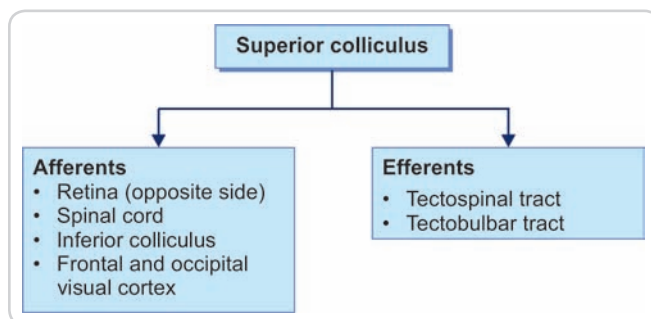 Superior colliculus
Afferents
• Retina (opposite side)
• Spinal cord
• Inferior colliculus
• Frontal and occipital
visual cortex
Efferents
• Tectospinal tract
• Tectobulbar tract